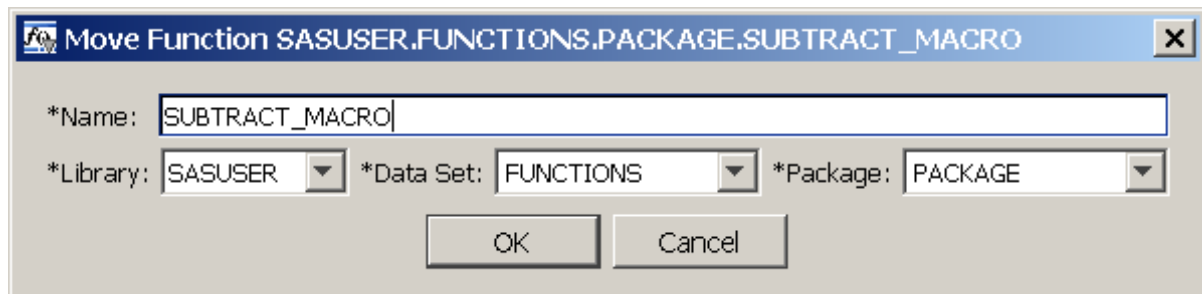 Move Function SASUSER.FUNCTIONS.PACKAGE.SUBTRACT_MACRO
*Name: SUBTRACT_MACRO
*Library: SASUSER *Data Set: FUNCTIONS *Package: PACKAGE
OK Cancel